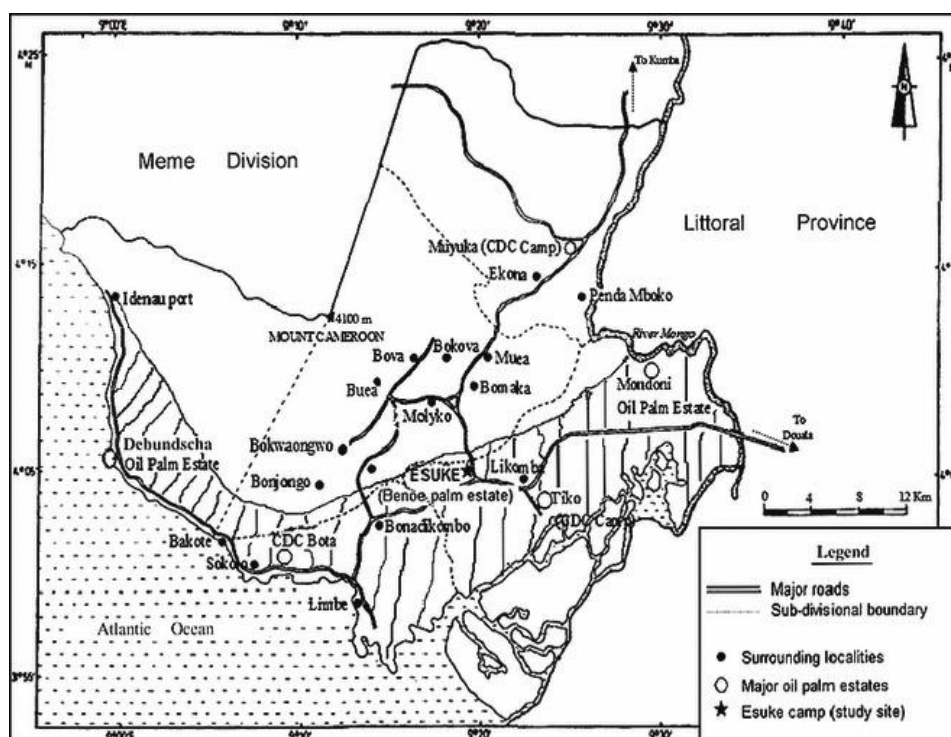 9°10'
9°20'
9°30'
9°40'
4°25'
To Kumba
N
Meme Division
Littoral Province
Muyuka (CDC Camp)
4°15'
Ekona
Idenau port
Penda Mboko
4100 m
MOUNT CAMEROON
River Mungo
Bova
Bokova
Muea
Buea
Bomaka
Mondoni
Oil Palm Estate
Molyko
To
Douala
Debundscha
Oil Palm Estate
Bokwaongwo
4°05'
ESUKE
Likomba
Bonjongo
(Benoe palm estate)
Tiko
(CDC Camp)
0 4 8 12 Km
Bonadikombo
Bakote
CDC Bota
Sokolo
Legend
Limbe
Major roads
Sub-divisional boundary
Atlantic Ocean
Surrounding localities
3°55'
Major oil palm estates
Esuke camp (study site)
9°20'
9°30'